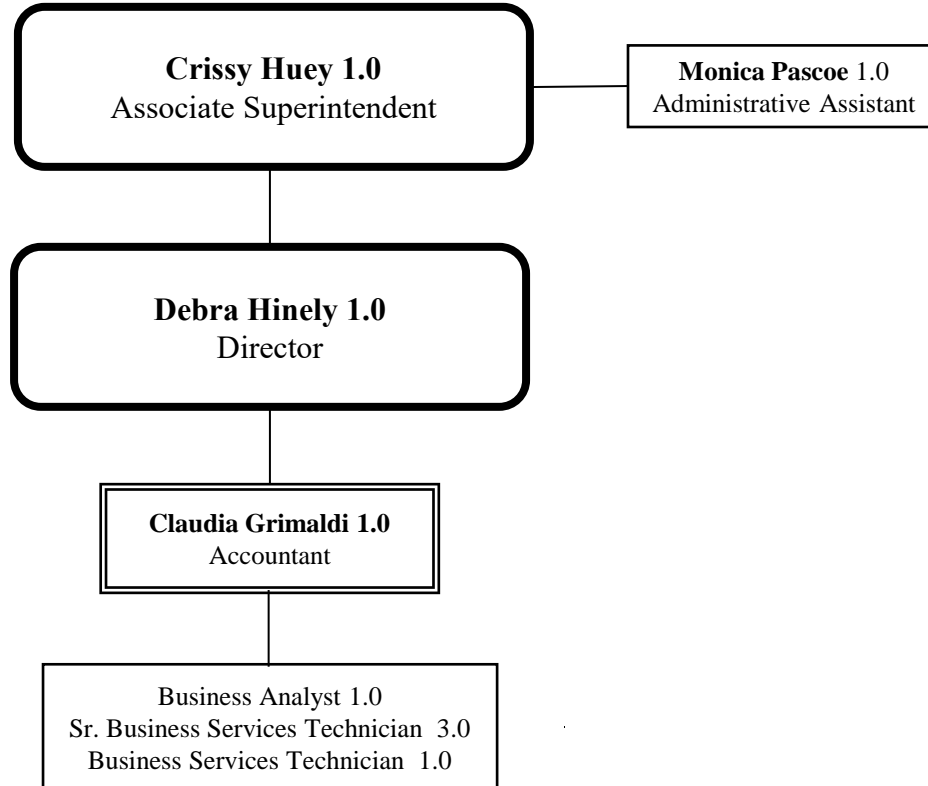 Crissy Huey 1.0
Associate Superintendent
Monica Pascoe 1.0
Administrative Assistant
Debra Hinely 1.0
Director
Claudia Grimaldi 1.0
Accountant
Business Analyst 1.0
Sr. Business Services Technician 3.0
Business Services Technician 1.0